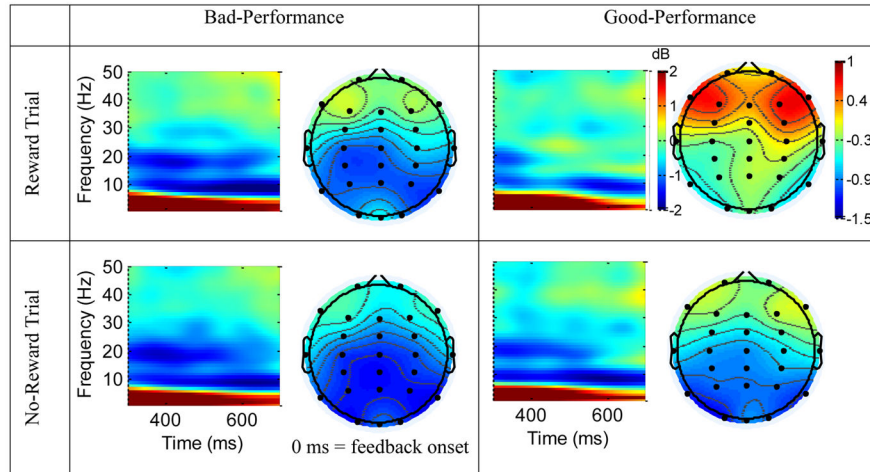 Bad-Performance
Good-Performance
Reward Trial
Frequency (Hz)
50
40
30
20
10
dB
2
1
0
-1
-2
1
0.4
-0.3
-0.9
-1.5
No-Reward Trial
Frequency (Hz)
50
40
30
20
10
400 600
Time (ms)
0 ms = feedback onset
400 600
Time (ms)